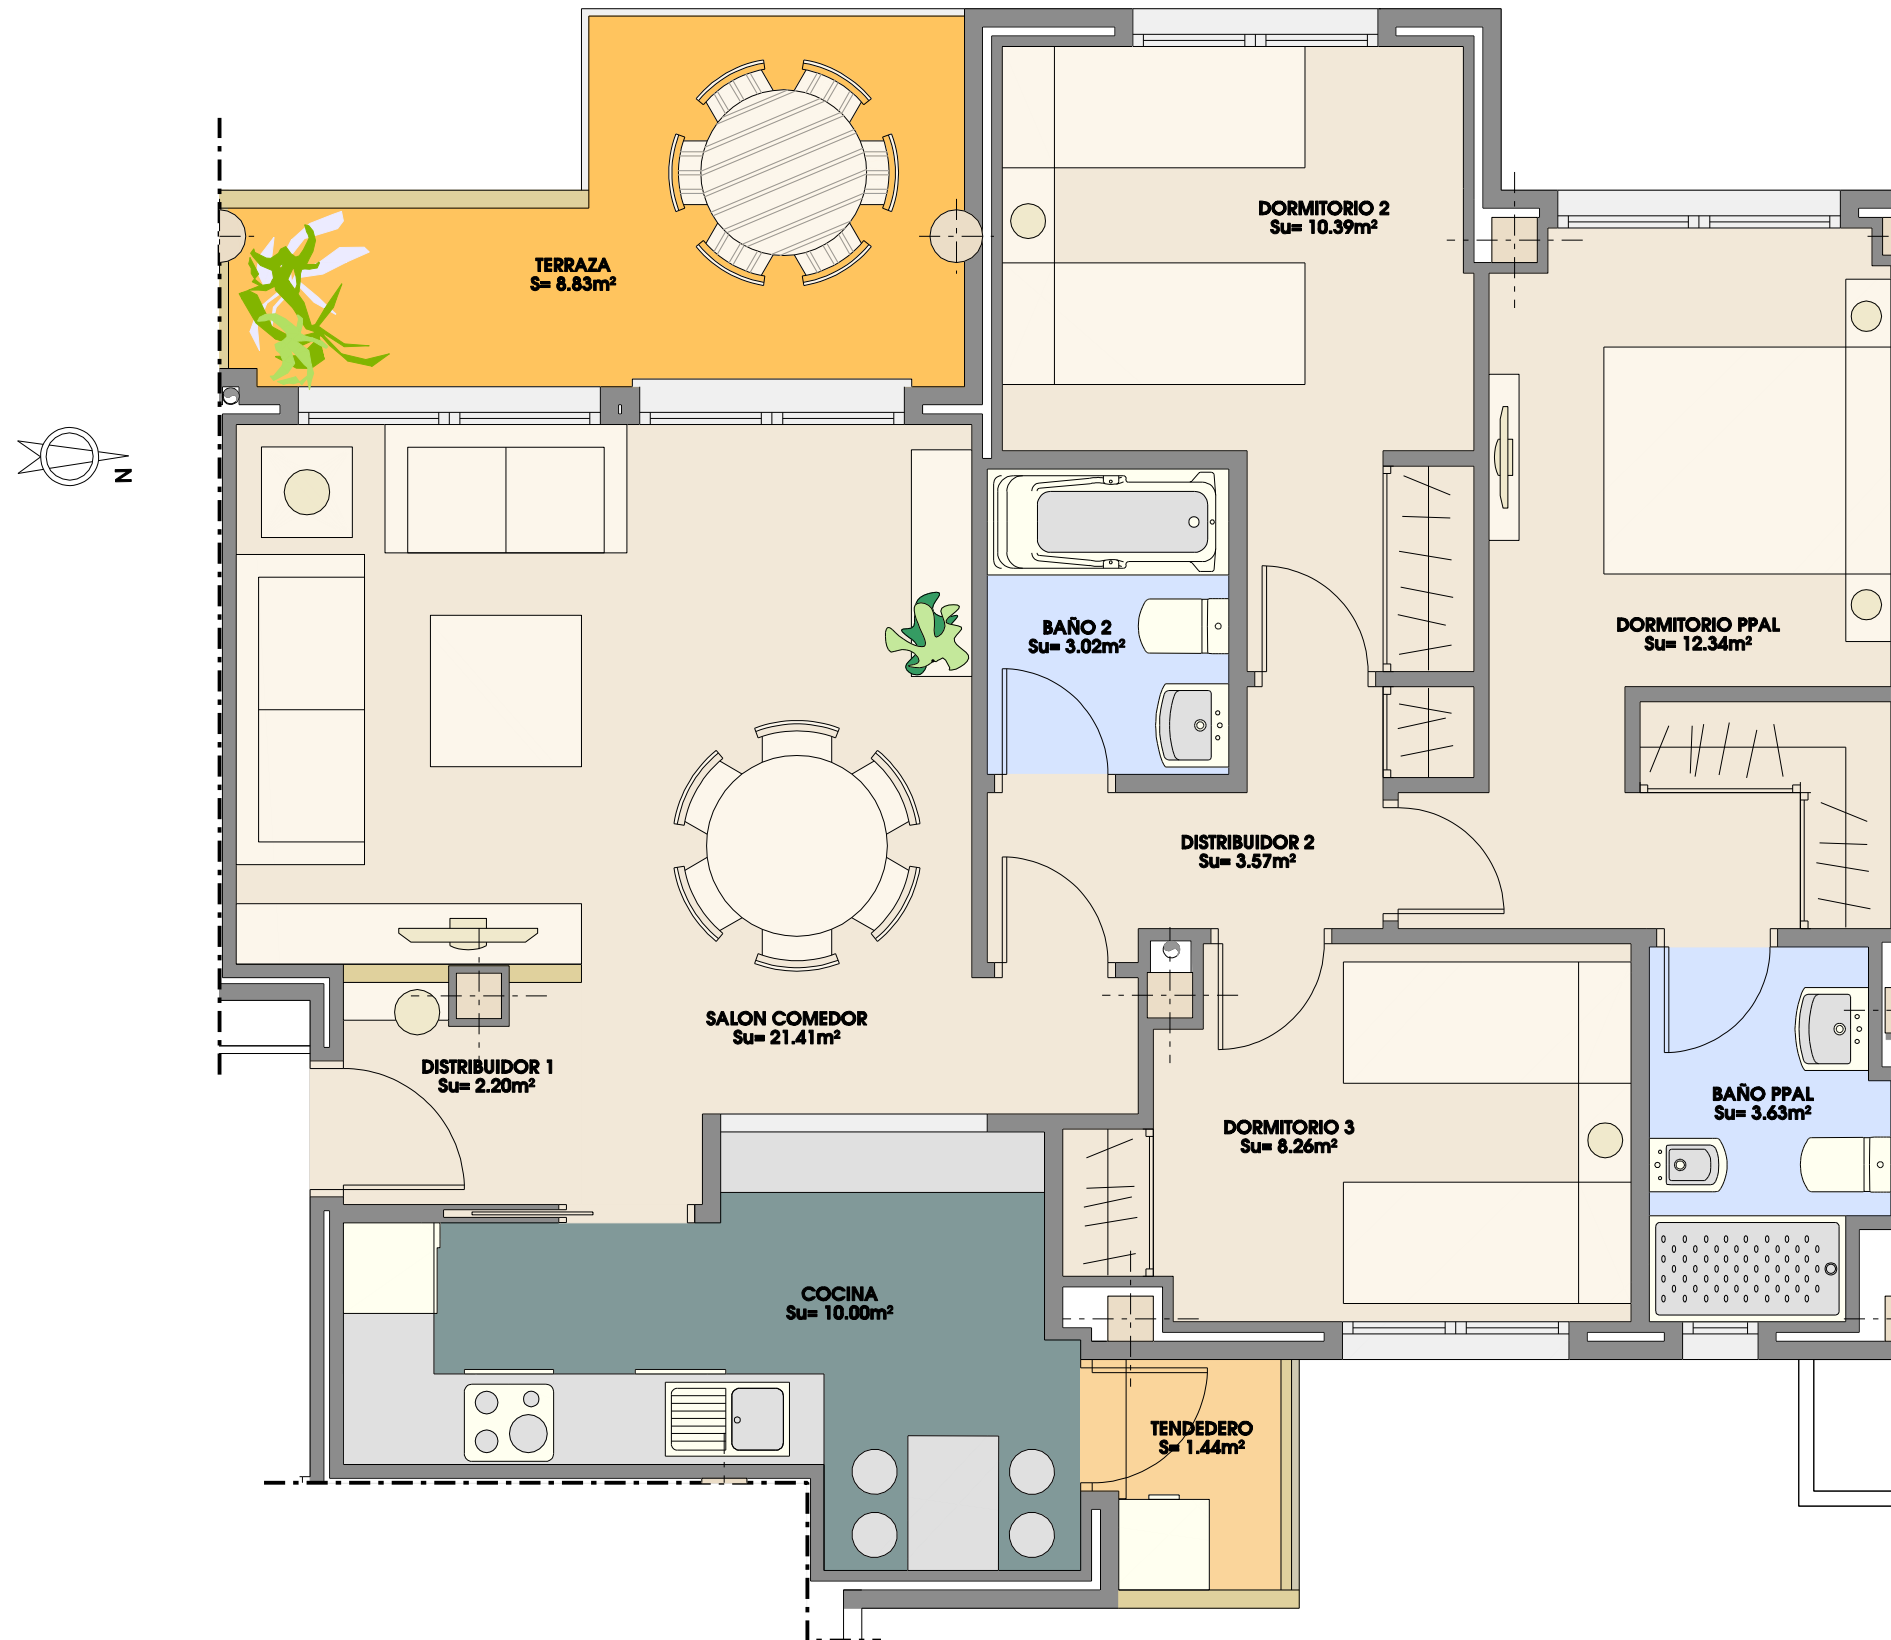 DORMITORIO 2
Su= 10.39m²
TERRAZA
S= 8.83m²
N
BAÑO 2
Su= 3.02m²
DORMITORIO PPAL
Su= 12.34m²
DISTRIBUIDOR 2
Su= 3.57m²
SALON COMEDOR
Su= 21.41m²
DISTRIBUIDOR 1
Su= 2.20m²
BAÑO PPAL
Su= 3.63m²
DORMITORIO 3
Su= 8.26m²
COCINA
Su= 10.00m²
TENDEDERO
S= 1.44m²